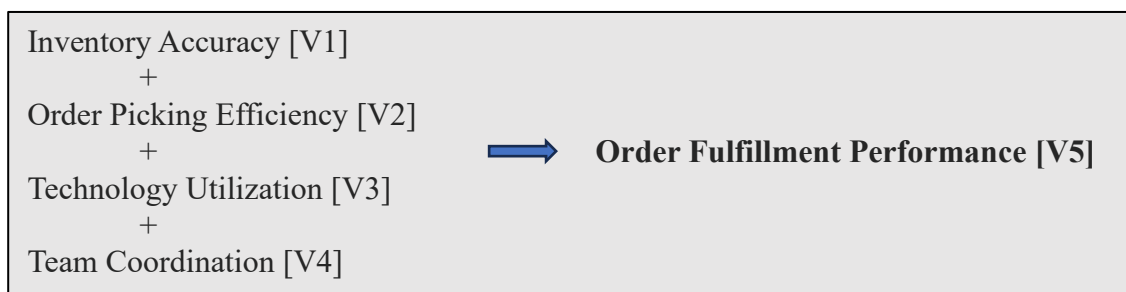 Inventory Accuracy [V1]
+
Order Picking Efficiency [V2]
+
Order Fulfillment Performance [V5]
Technology Utilization [V3]
+
Team Coordination [V4]